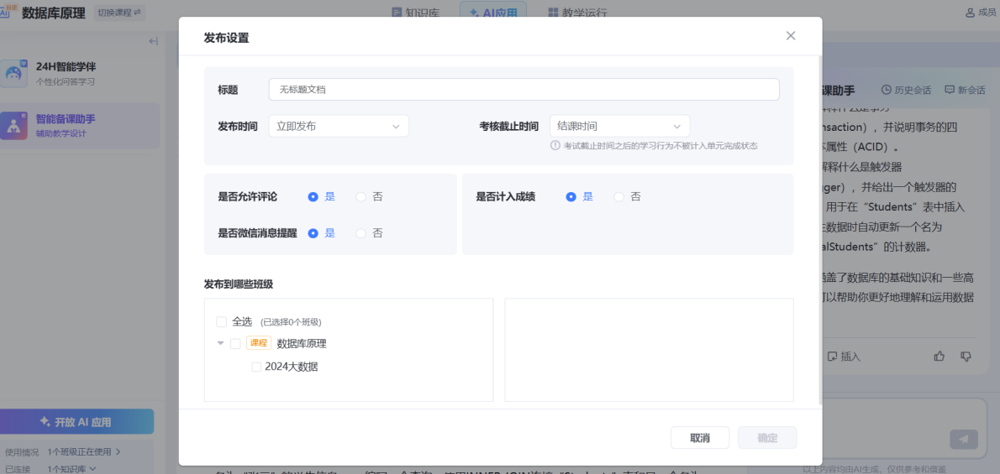 数据库原理 切换课程 知识库 AI应用 教学运行 成员
发布设置
24H智能学伴
个性化问答学习
智能备课助手
辅助教学设计
标题 无标题文档
发布时间 立即发布 考核截止时间 结课时间
考试截止时间之后的学习行为不被计入单元完成状态
是否允许评论 是 否 是否计入成绩 是 否
是否微信消息提醒 是 否
发布到哪些班级
全选 (已选择0个班级)
课程 数据库原理
2024大数据
取消 确定
课助手 历史会话 新会话
nsaction），并说明事务的四
属性（ACID）。
解释什么是触发器
ger），并给出一个触发器的
用于在“Students”表中插入
数据时自动更新一个名为
alStudents”的计数器。
盖了数据库的基础知识和一些高
可以帮助你更好地理解和运用数据
插入
开放 AI 应用
使用情况 1个班级正在使用
已连接 1个知识库
以上内容均由AI生成，仅供参考和借鉴